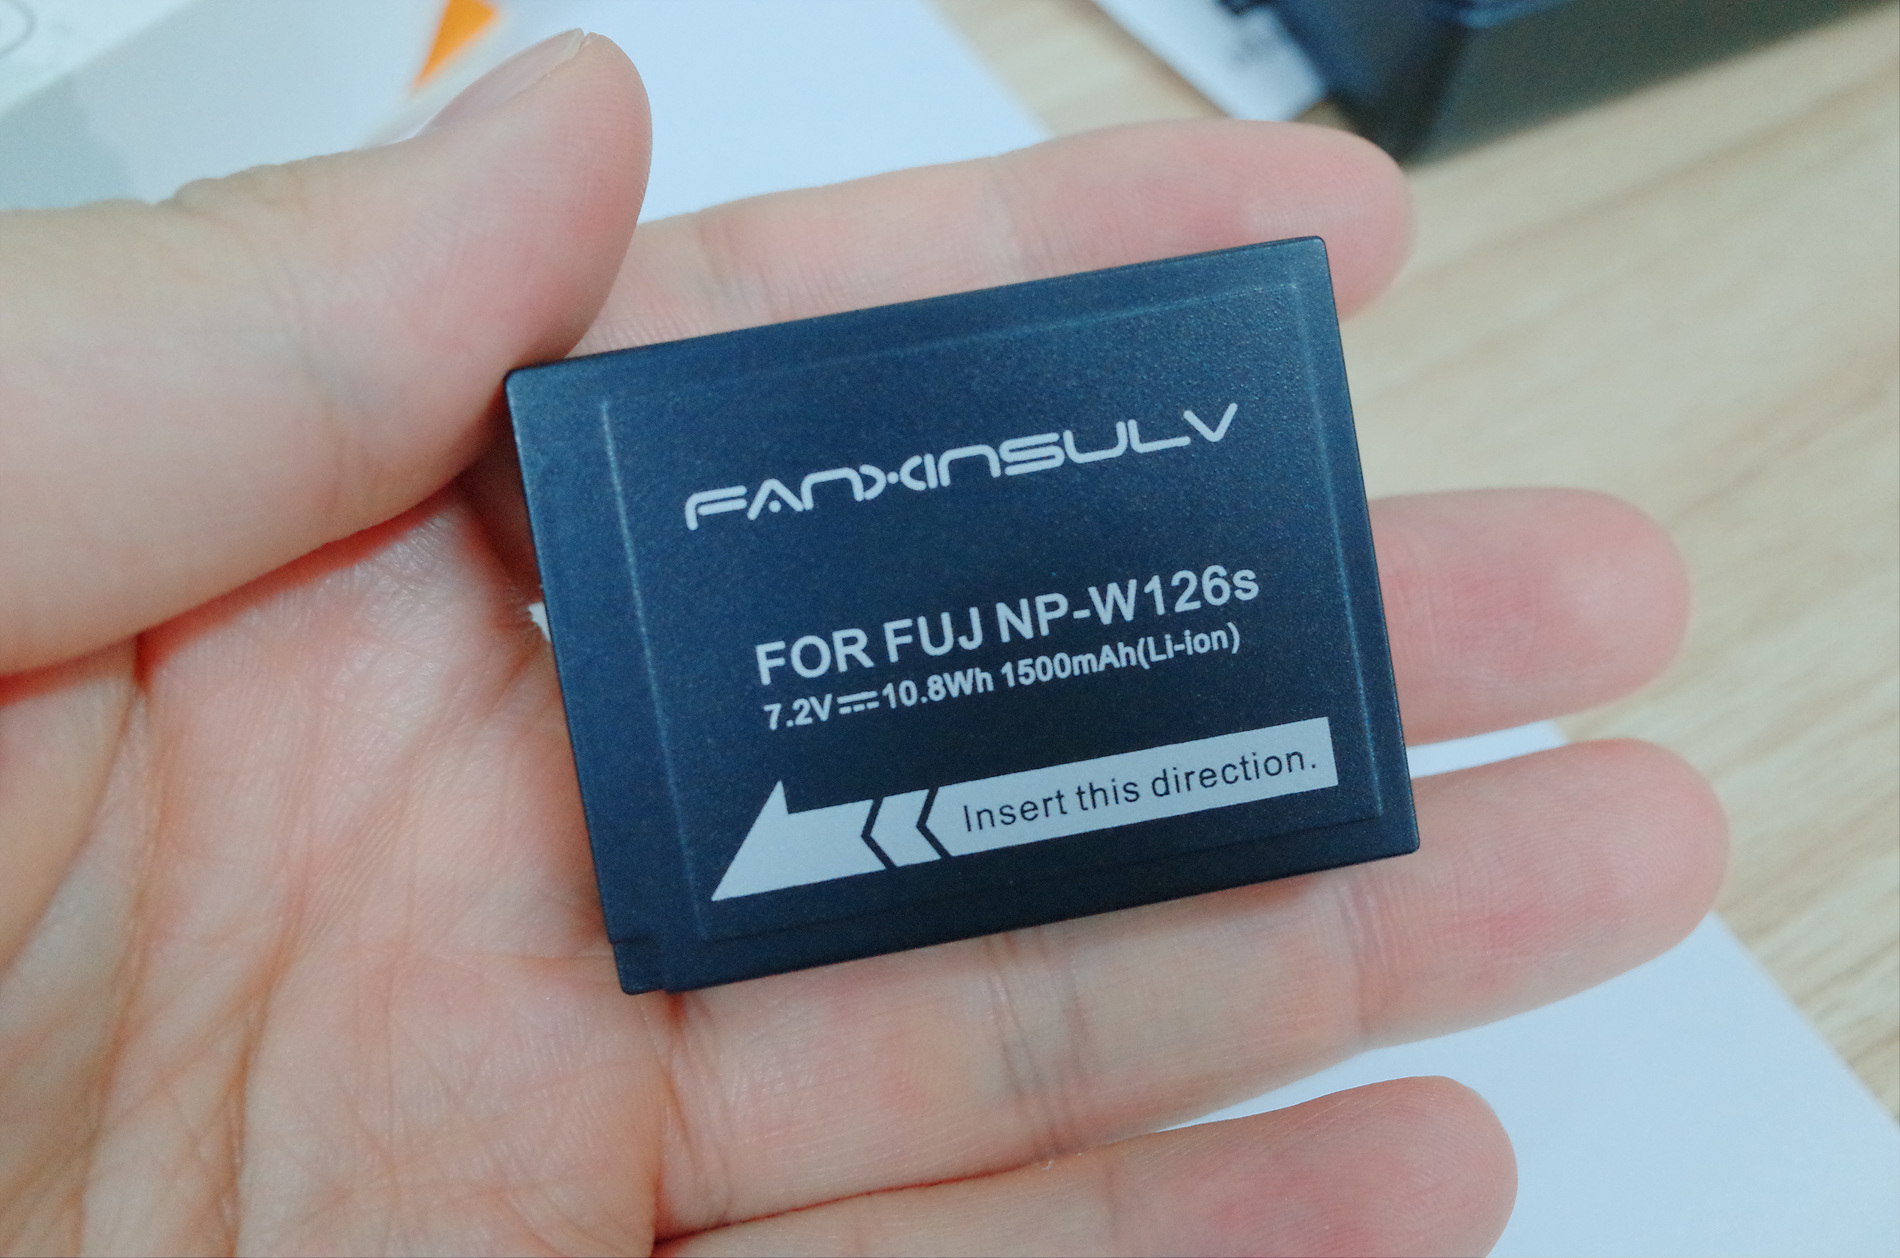 FANXINSULV
FOR FUJ NP-W126s
7.2V⎓10.8Wh 1500mAh(Li-ion)
Insert this direction.